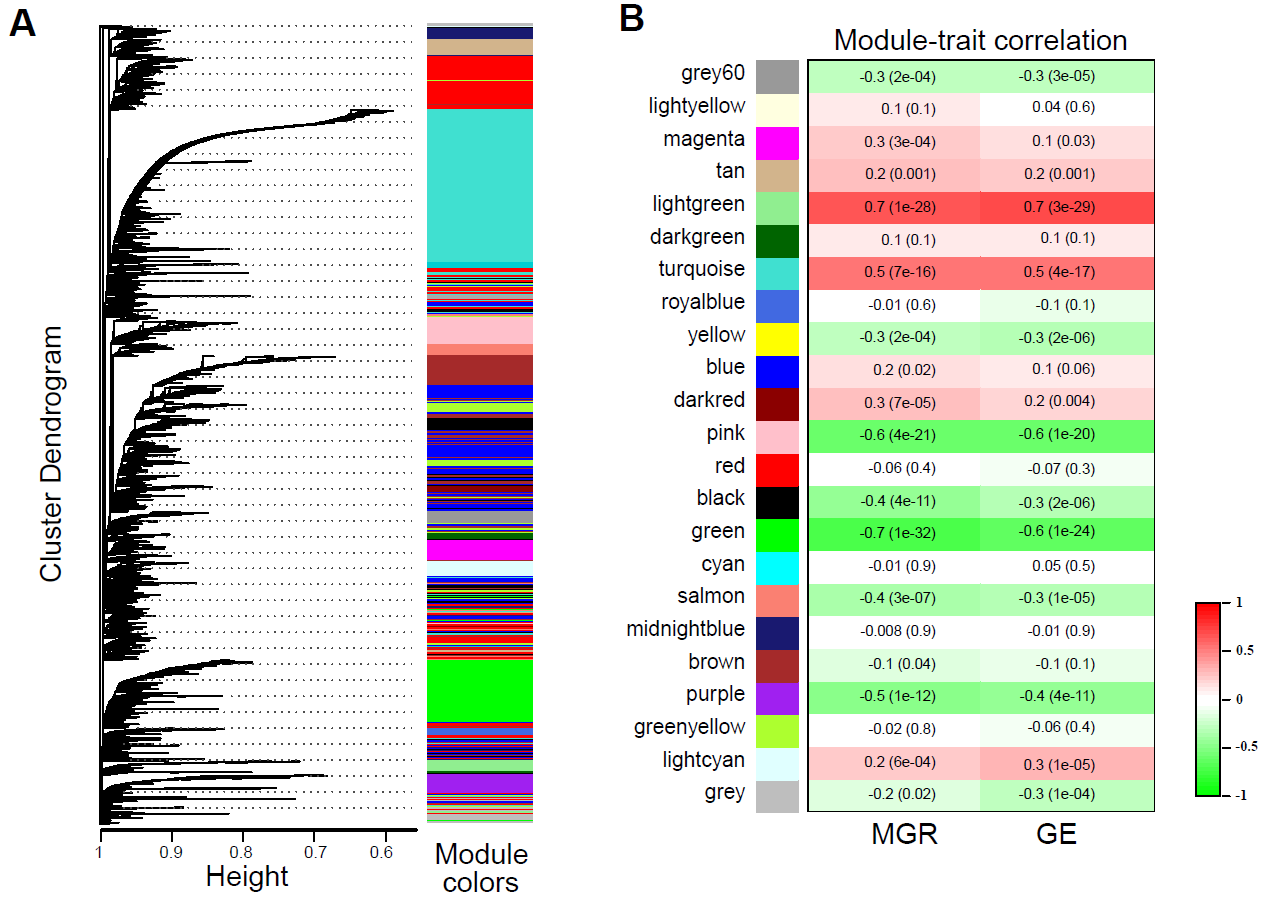 A
Cluster Dendrogram
1 0.9 0.8 0.7 0.6
Height
Module
colors
B
Module-trait correlation
grey60 -0.3 (2e-04) -0.3 (3e-05)
lightyellow 0.1 (0.1) 0.04 (0.6)
magenta 0.3 (3e-04) 0.1 (0.03)
tan 0.2 (0.001) 0.2 (0.001)
lightgreen 0.7 (1e-28) 0.7 (3e-29)
darkgreen 0.1 (0.1) 0.1 (0.1)
turquoise 0.5 (7e-16) 0.5 (4e-17)
royalblue -0.01 (0.6) -0.1 (0.1)
yellow -0.3 (2e-04) -0.3 (2e-06)
blue 0.2 (0.02) 0.1 (0.06)
darkred 0.3 (7e-05) 0.2 (0.004)
pink -0.6 (4e-21) -0.6 (1e-20)
red -0.06 (0.4) -0.07 (0.3)
black -0.4 (4e-11) -0.3 (2e-06)
green -0.7 (1e-32) -0.6 (1e-24)
cyan -0.01 (0.9) 0.05 (0.5)
salmon -0.4 (3e-07) -0.3 (1e-05)
midnightblue -0.008 (0.9) -0.01 (0.9)
brown -0.1 (0.04) -0.1 (0.1)
purple -0.5 (1e-12) -0.4 (4e-11)
greenyellow -0.02 (0.8) -0.06 (0.4)
lightcyan 0.2 (6e-04) 0.3 (1e-05)
grey -0.2 (0.02) -0.3 (1e-04)
MGR GE
1
0.5
0
-0.5
-1